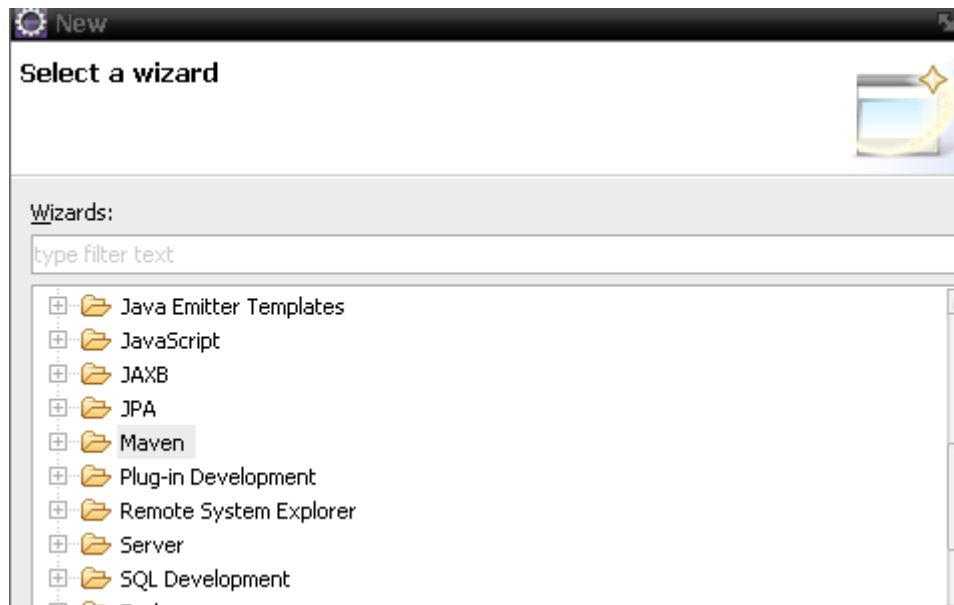 New
Select a wizard
Wizards:
type filter text
Java Emitter Templates
JavaScript
JAXB
JPA
Maven
Plug-in Development
Remote System Explorer
Server
SQL Development